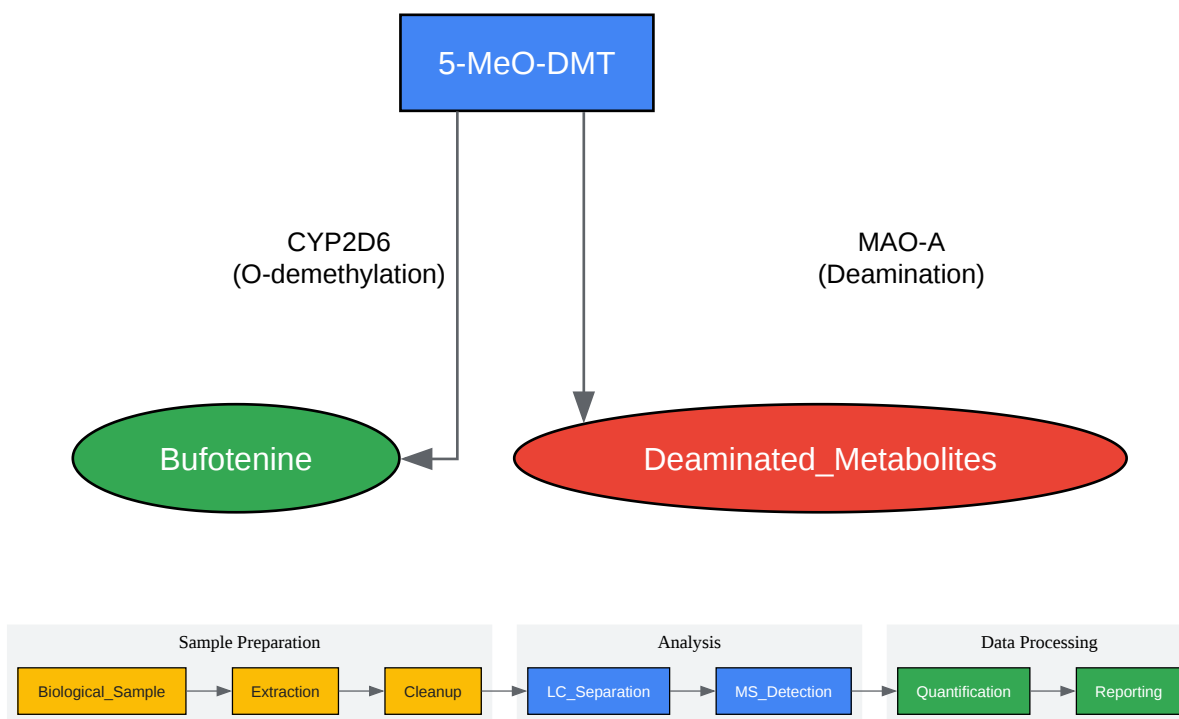 5-MeO-DMT
CYP2D6
(O-demethylation)
MAO-A
(Deamination)
Bufotenine
Deaminated_Metabolites
Sample Preparation
Analysis
Data Processing
Biological_Sample
Extraction
Cleanup
LC_Separation
MS_Detection
Quantification
Reporting